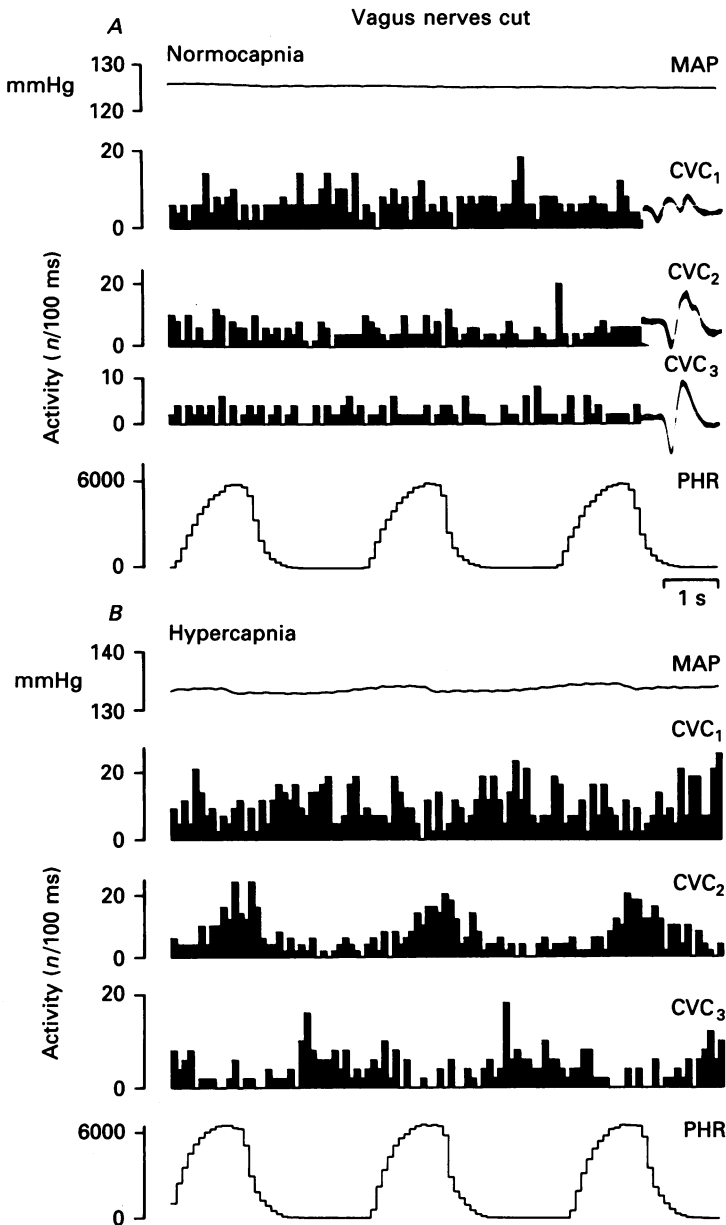 Vagus nerves cut
A
Normocapnia
130
mmHg
120
MAP
20
0
CVC1
20
0
CVC2
10
0
CVC3
Activity (n/100 ms)
6000
0
PHR
1 s
B
Hypercapnia
140
mmHg
130
MAP
CVC1
20
0
CVC2
20
0
20
0
CVC3
Activity (n/100 ms)
6000
0
PHR